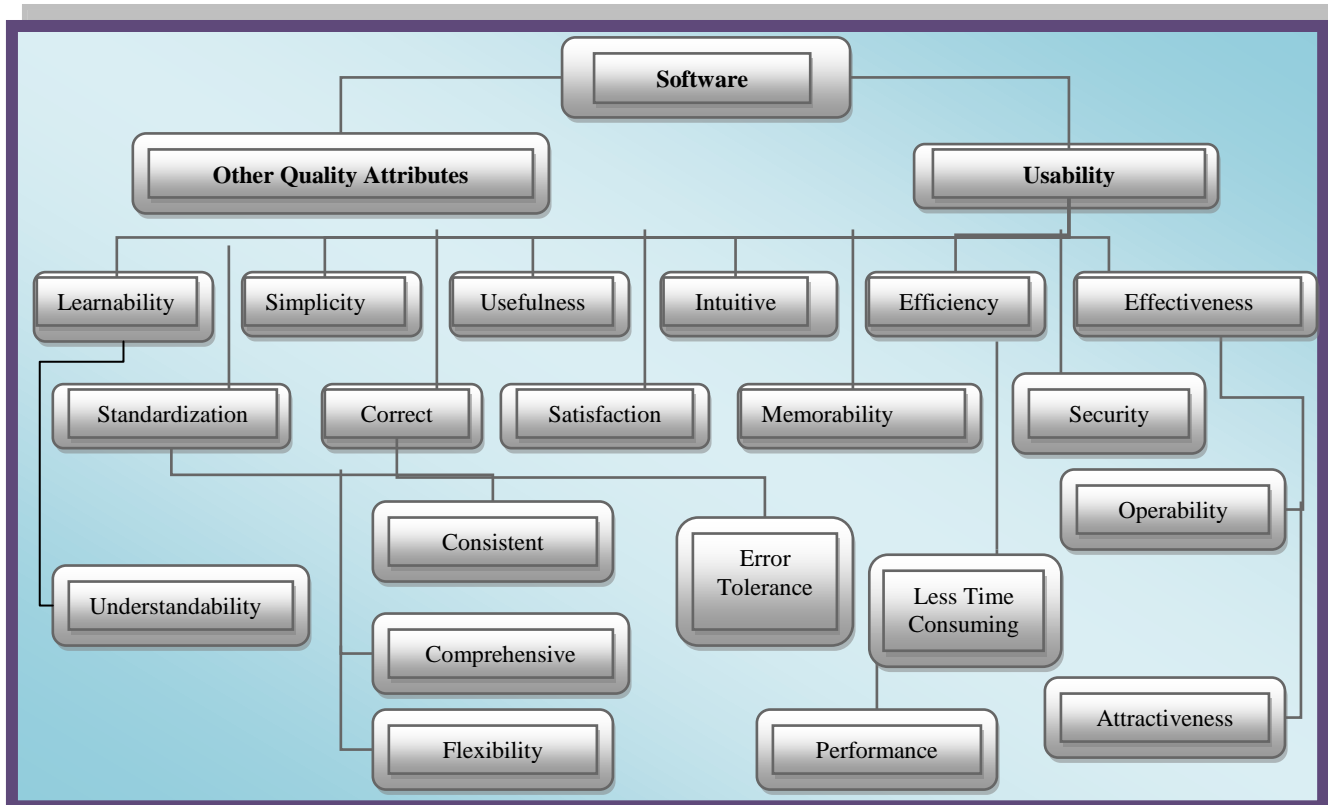 Software
Other Quality Attributes
Usability
Learnability
Simplicity
Usefulness
Intuitive
Efficiency
Effectiveness
Standardization
Correct
Satisfaction
Memorability
Security
Operability
Consistent
Error
Tolerance
Understandability
Less Time
Consuming
Comprehensive
Attractiveness
Flexibility
Performance